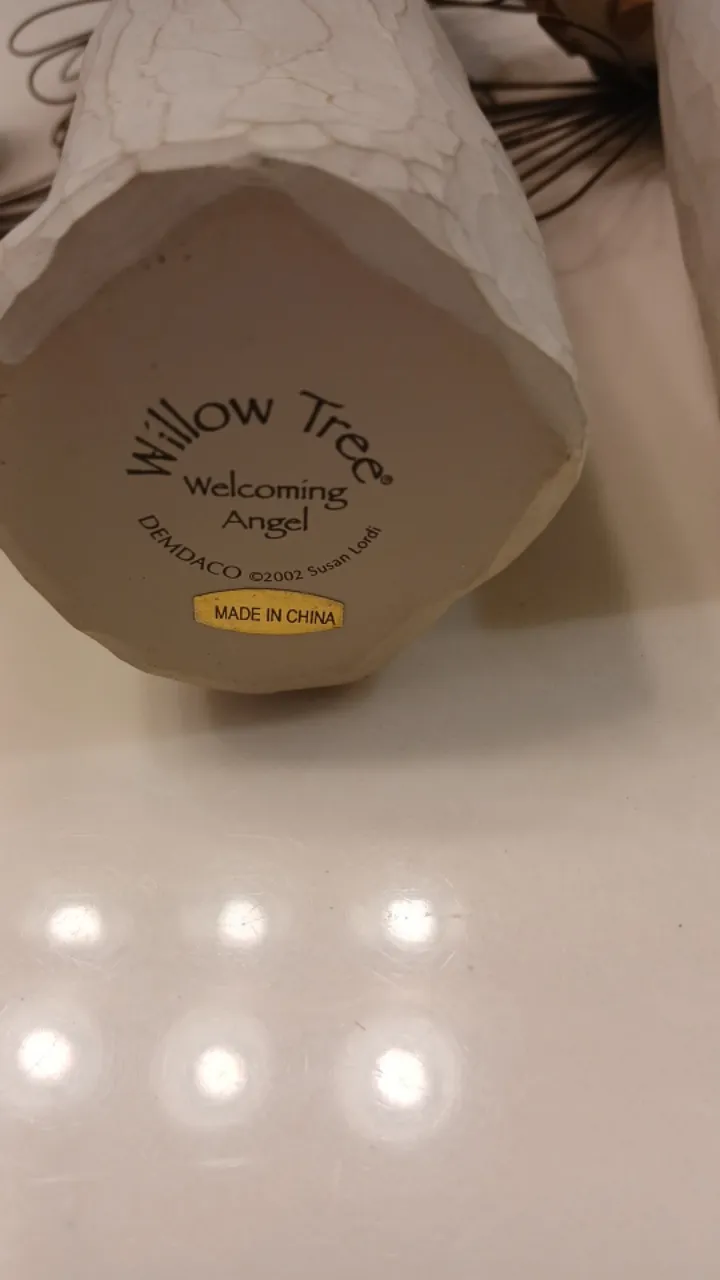 Willow Tree®
Welcoming
Angel
DEMDACO ©2002 Susan Lordi
MADE IN CHINA